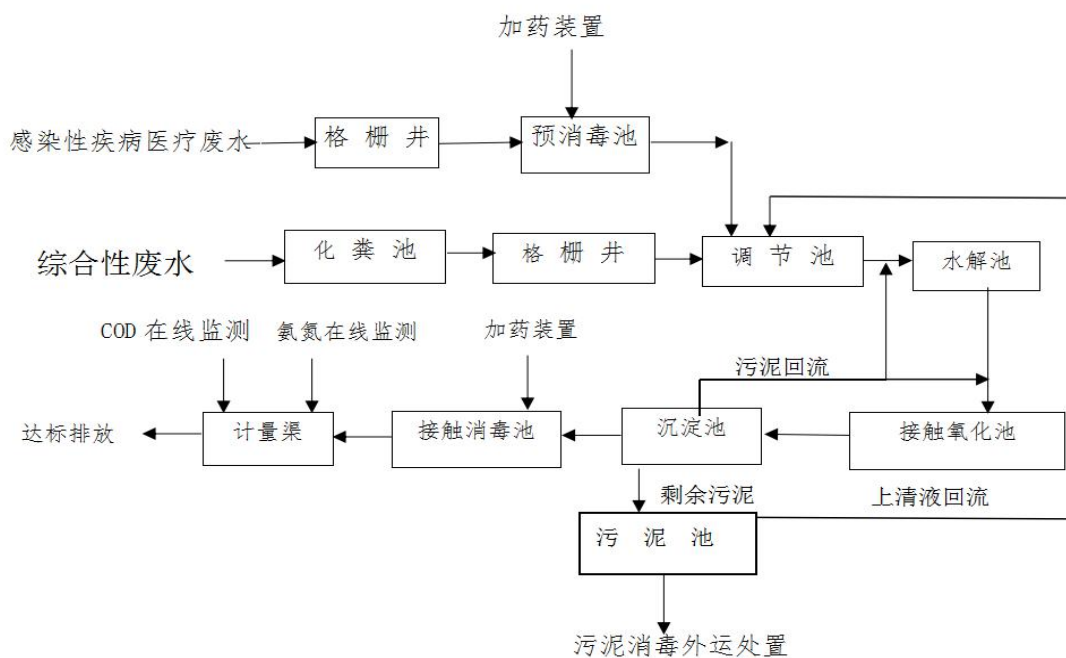 加药装置
感染性疾病医疗废水
格栅井
预消毒池
综合性废水
化粪池
格栅井
调节池
水解池
COD在线监测
氨氮在线监测
加药装置
污泥回流
达标排放
计量渠
接触消毒池
沉淀池
接触氧化池
剩余污泥
上清液回流
污泥池
污泥消毒外运处置